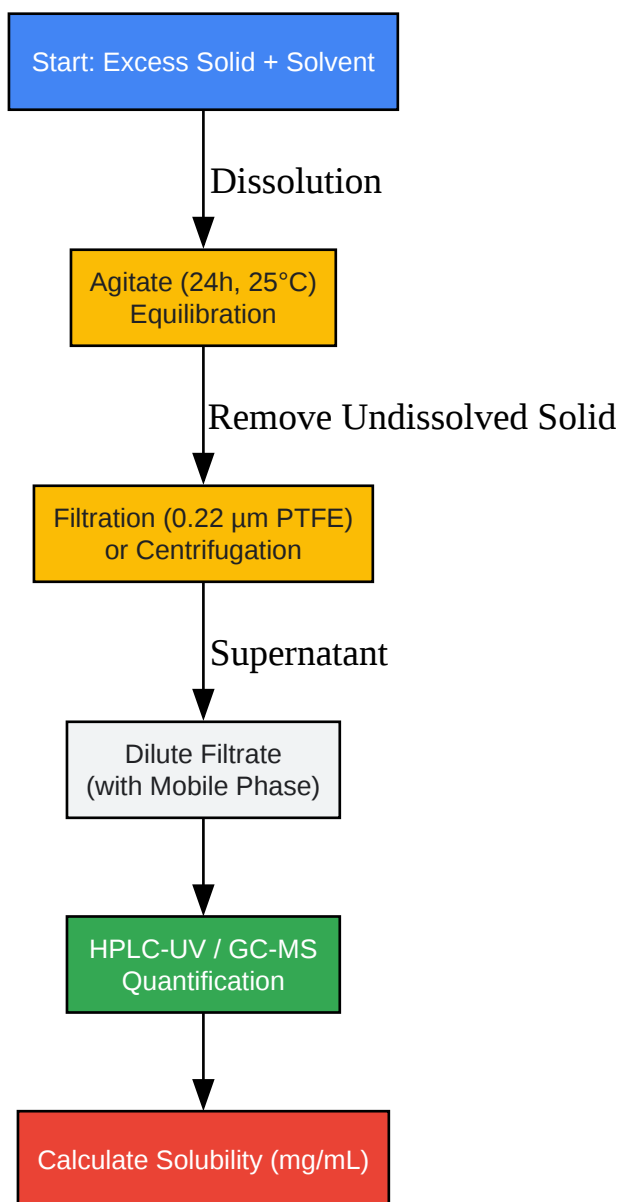 Start: Excess Solid + Solvent
Dissolution
Agitate (24h, 25°C)
Equilibration
Remove Undissolved Solid
Filtration (0.22 µm PTFE)
or Centrifugation
Supernatant
Dilute Filtrate
(with Mobile Phase)
HPLC-UV / GC-MS
Quantification
Calculate Solubility (mg/mL)